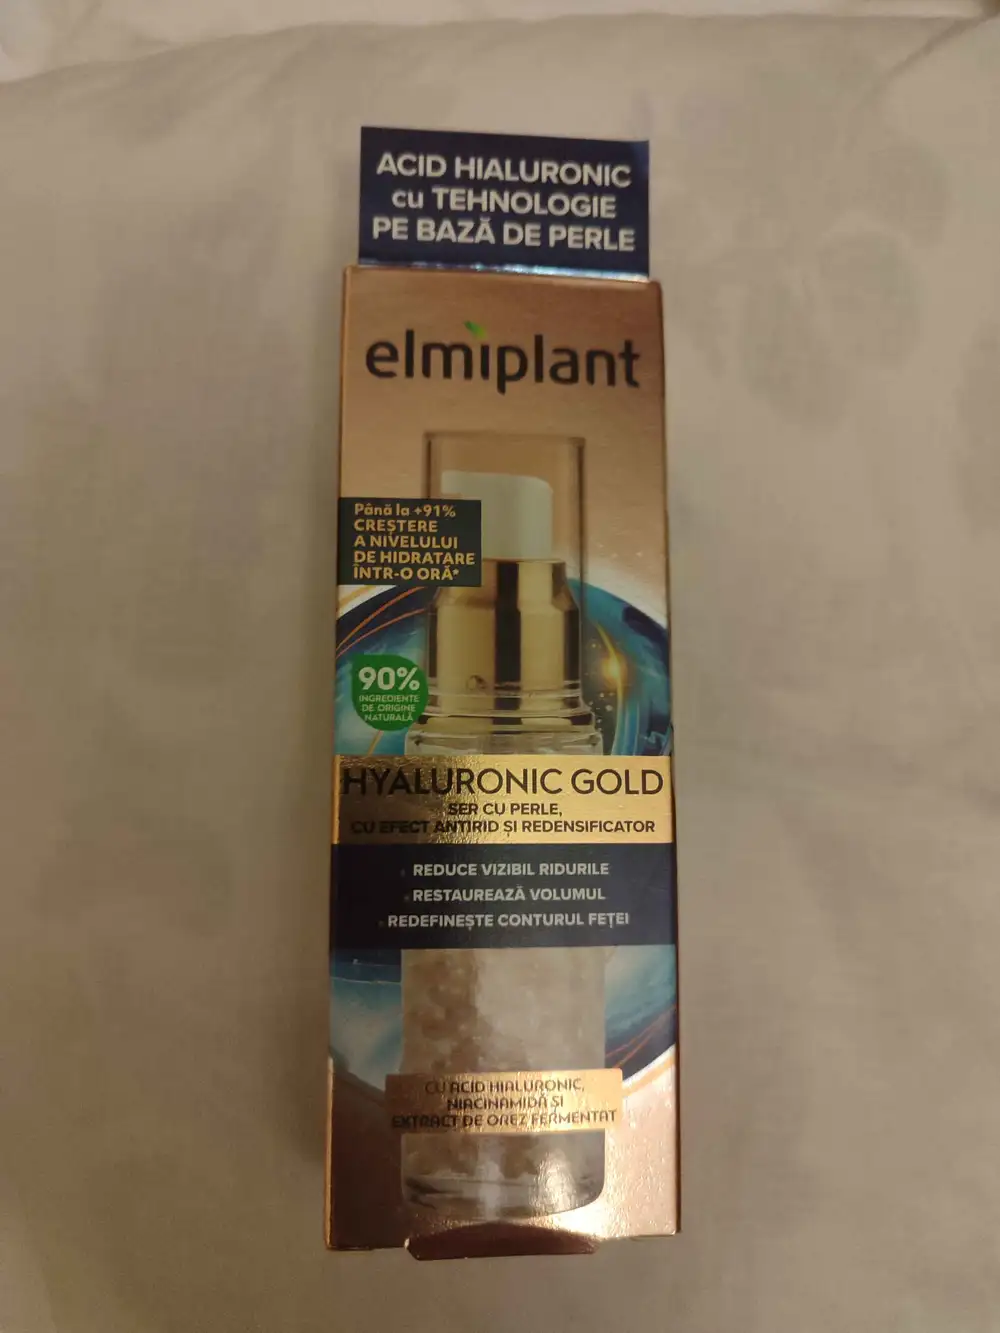 ACID HIALURONIC
cu TEHNOLOGIE
PE BAZĂ DE PERLE
elmiplant
Până la +91%
CREȘTERE
A NIVELULUI
DE HIDRATARE
ÎNTR-O ORĂ*
90%
INGREDIENTE
DE ORIGINE
NATURALĂ
HYALURONIC GOLD
SER CU PERLE,
CU EFECT ANTIRID ȘI REDENSIFICATOR
REDUCE VIZIBIL RIDURILE
RESTAUREAZĂ VOLUMUL
REDEFINEȘTE CONTURUL FEȚEI
CU ACID HIALURONIC,
NIACINAMIDĂ ȘI
EXTRACT DE OREZ FERMENTAT